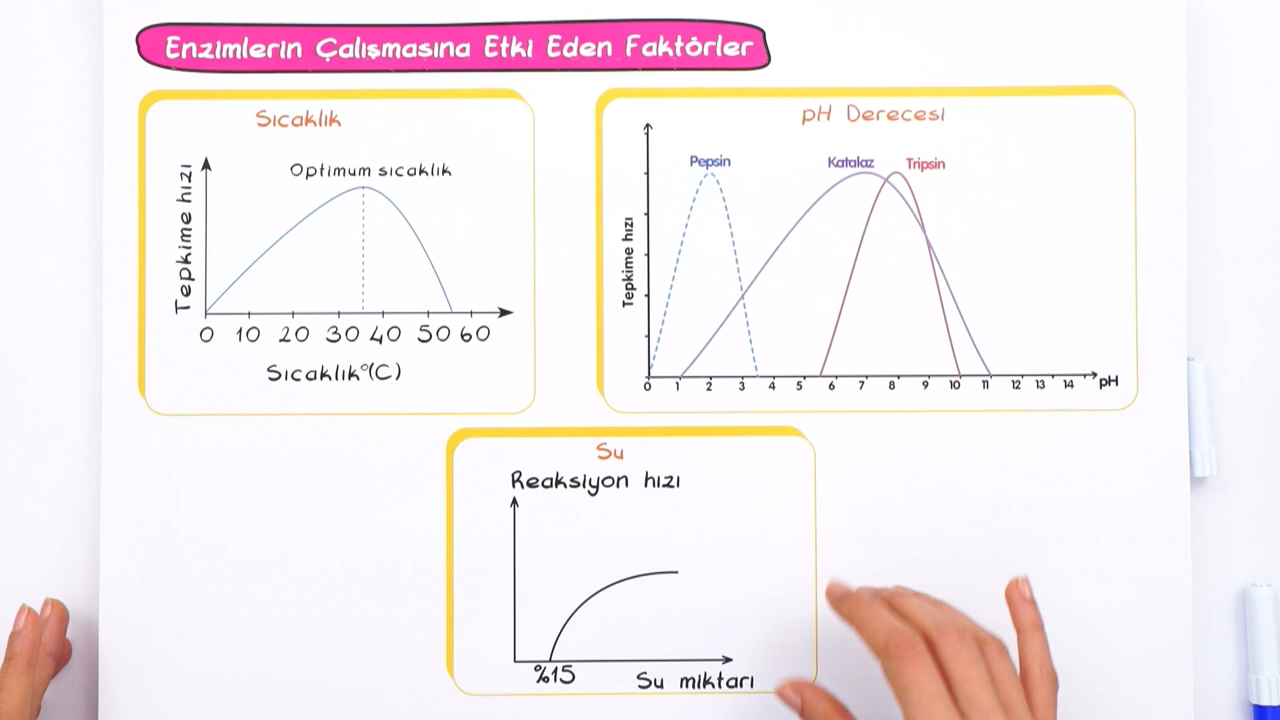 Enzimlerin Çalışmasına Etki Eden Faktörler
Sıcaklık
Optimum sıcaklık
Tepkime hızı
0 10 20 30 40 50 60
Sıcaklık°(C)
pH Derecesi
Pepsin Katalaz Tripsin
Tepkime hızı
0 1 2 3 4 5 6 7 8 9 10 11 12 13 14 pH
Su
Reaksiyon hızı
%15
Su miktarı